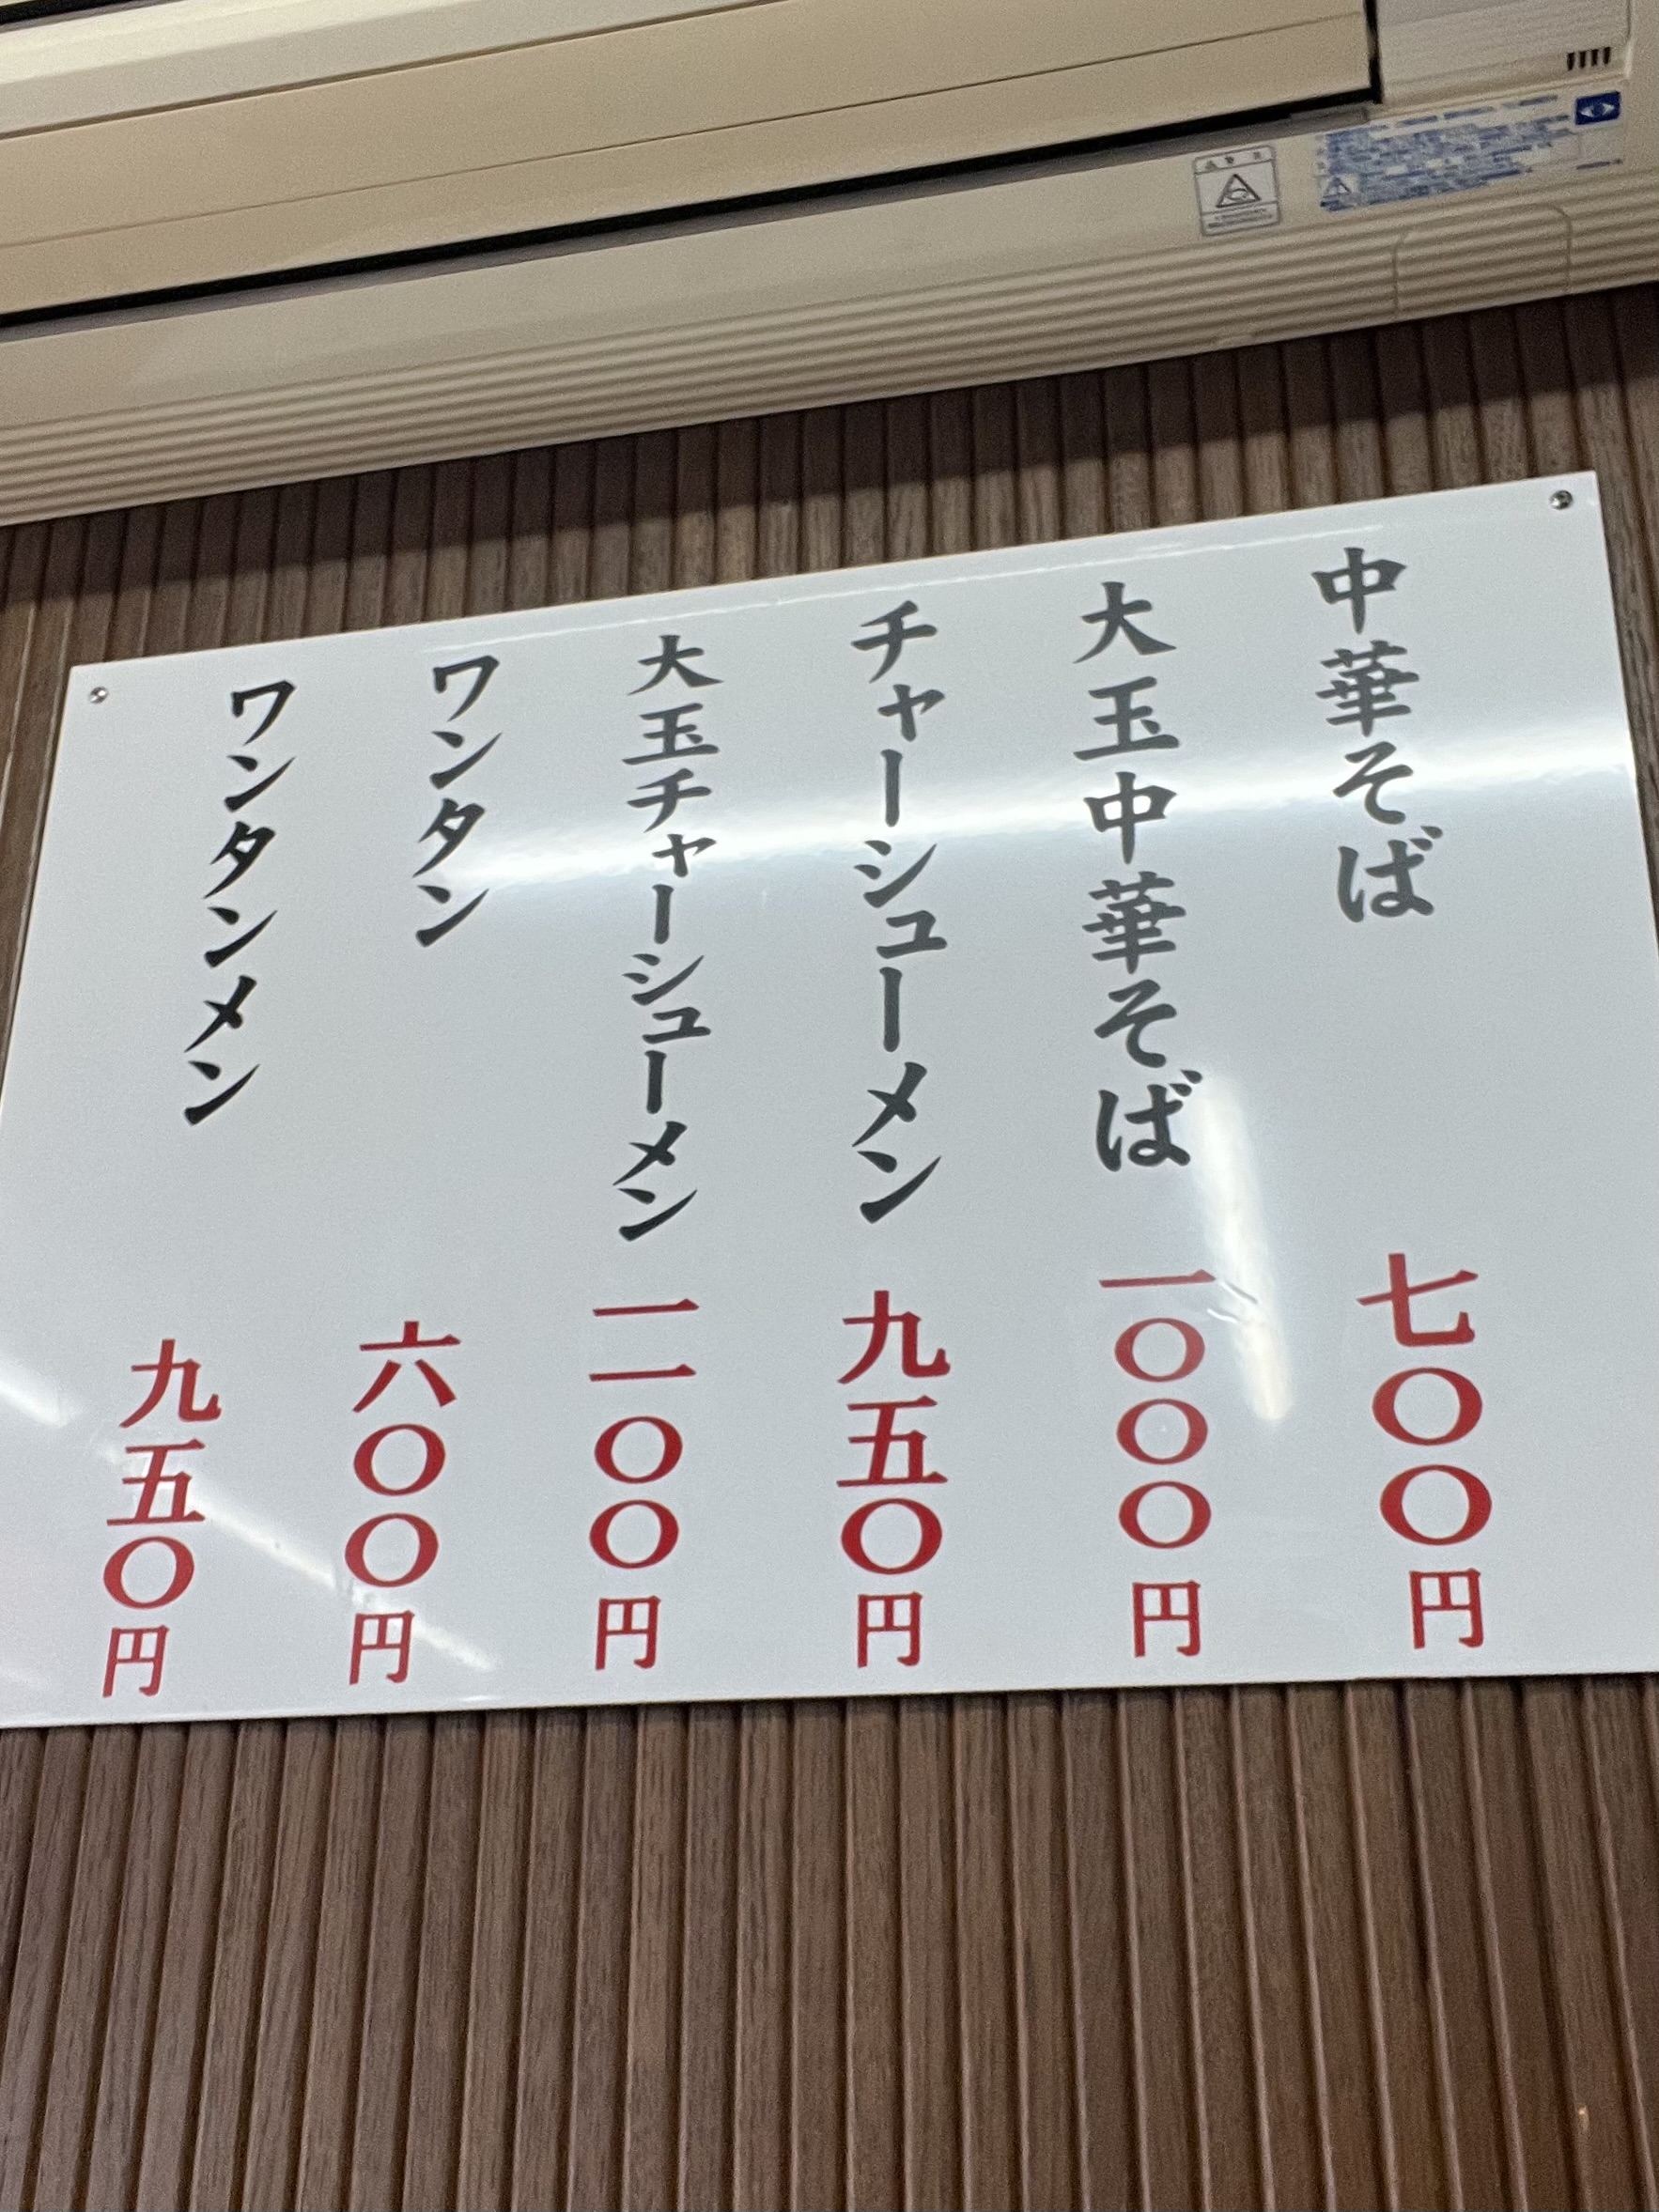 中華そば 七〇〇円
大玉中華そば 一〇〇〇円
チャーシューメン 九五〇円
大玉チャーシューメン 一一〇〇円
ワンタン 六〇〇円
ワンタンメン 九五〇円